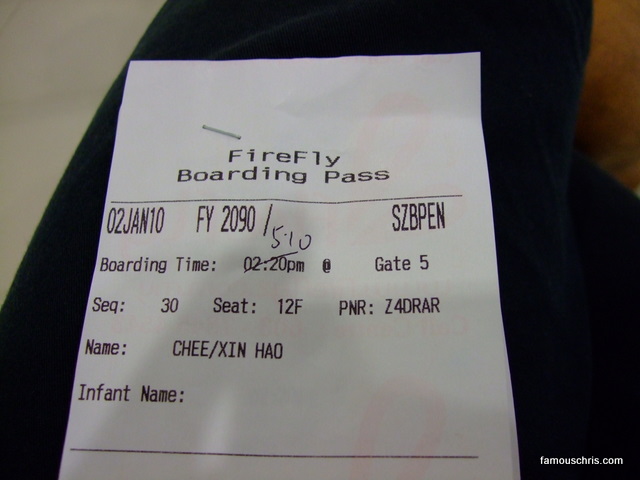 FireFly
Boarding Pass
02JAN10 FY 2090 / SZBPEN
5:10
Boarding Time: 02:20pm @ Gate 5
Seq: 30 Seat: 12F PNR: Z4DRAR
Name: CHEE/XIN HAO
Infant Name:
famouschris.com